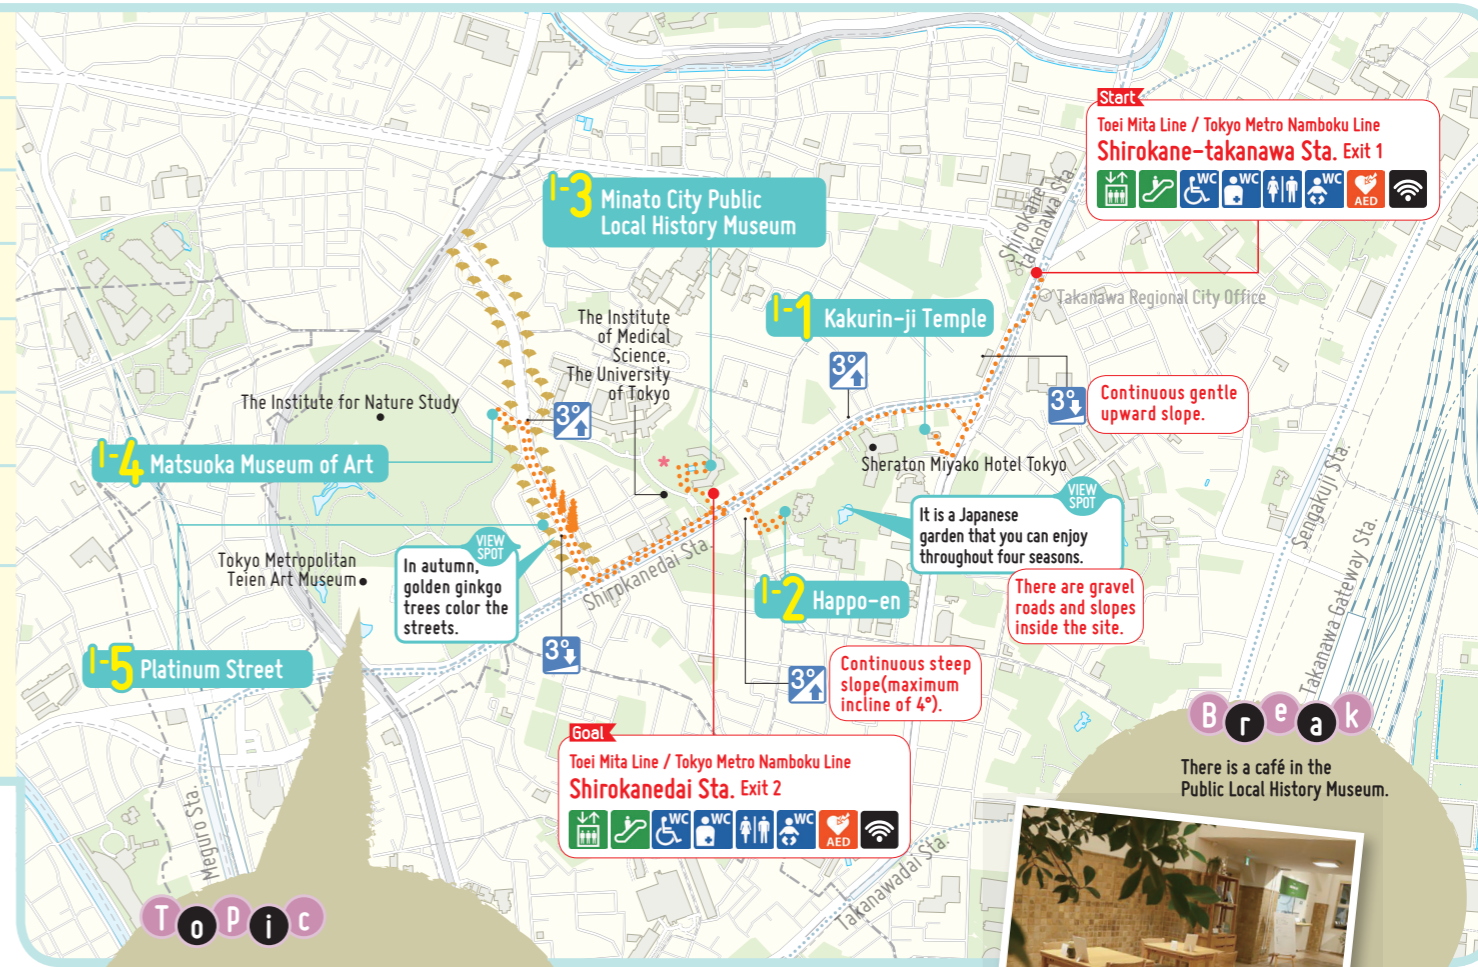 Start
Toei Mita Line / Tokyo Metro Namboku Line
Shirokane-takanawa Sta. Exit 1
WC
WC
WC
AED
Shirokane-
takanawa Sta.
Takanawa Regional City Office
1-3 Minato City Public
Local History Museum
1-1 Kakurin-ji Temple
The Institute
of Medical
Science,
The University
of Tokyo
3°
3°
Continuous gentle
upward slope.
The Institute for Nature Study
3°
1-4 Matsuoka Museum of Art
*
Sheraton Miyako Hotel Tokyo
Sengakuji Sta.
VIEW
SPOT
It is a Japanese
garden that you can enjoy
throughout four seasons.
There are gravel
roads and slopes
inside the site.
VIEW
SPOT
In autumn,
golden ginkgo
trees color the
streets.
Tokyo Metropolitan
Teien Art Museum
Shirokanedai Sta.
1-2 Happo-en
Takanawa Gateway Sta.
1-5 Platinum Street
3°
3°
Continuous steep
slope(maximum
incline of 4°).
Goal
Toei Mita Line / Tokyo Metro Namboku Line
Shirokanedai Sta. Exit 2
WC
WC
WC
AED
Meguro Sta.
Takanawadai Sta.
Break
There is a café in the
Public Local History Museum.
Topic